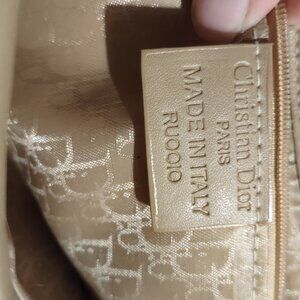 Christian Dior
PARIS
MADE IN ITALY
RU0010